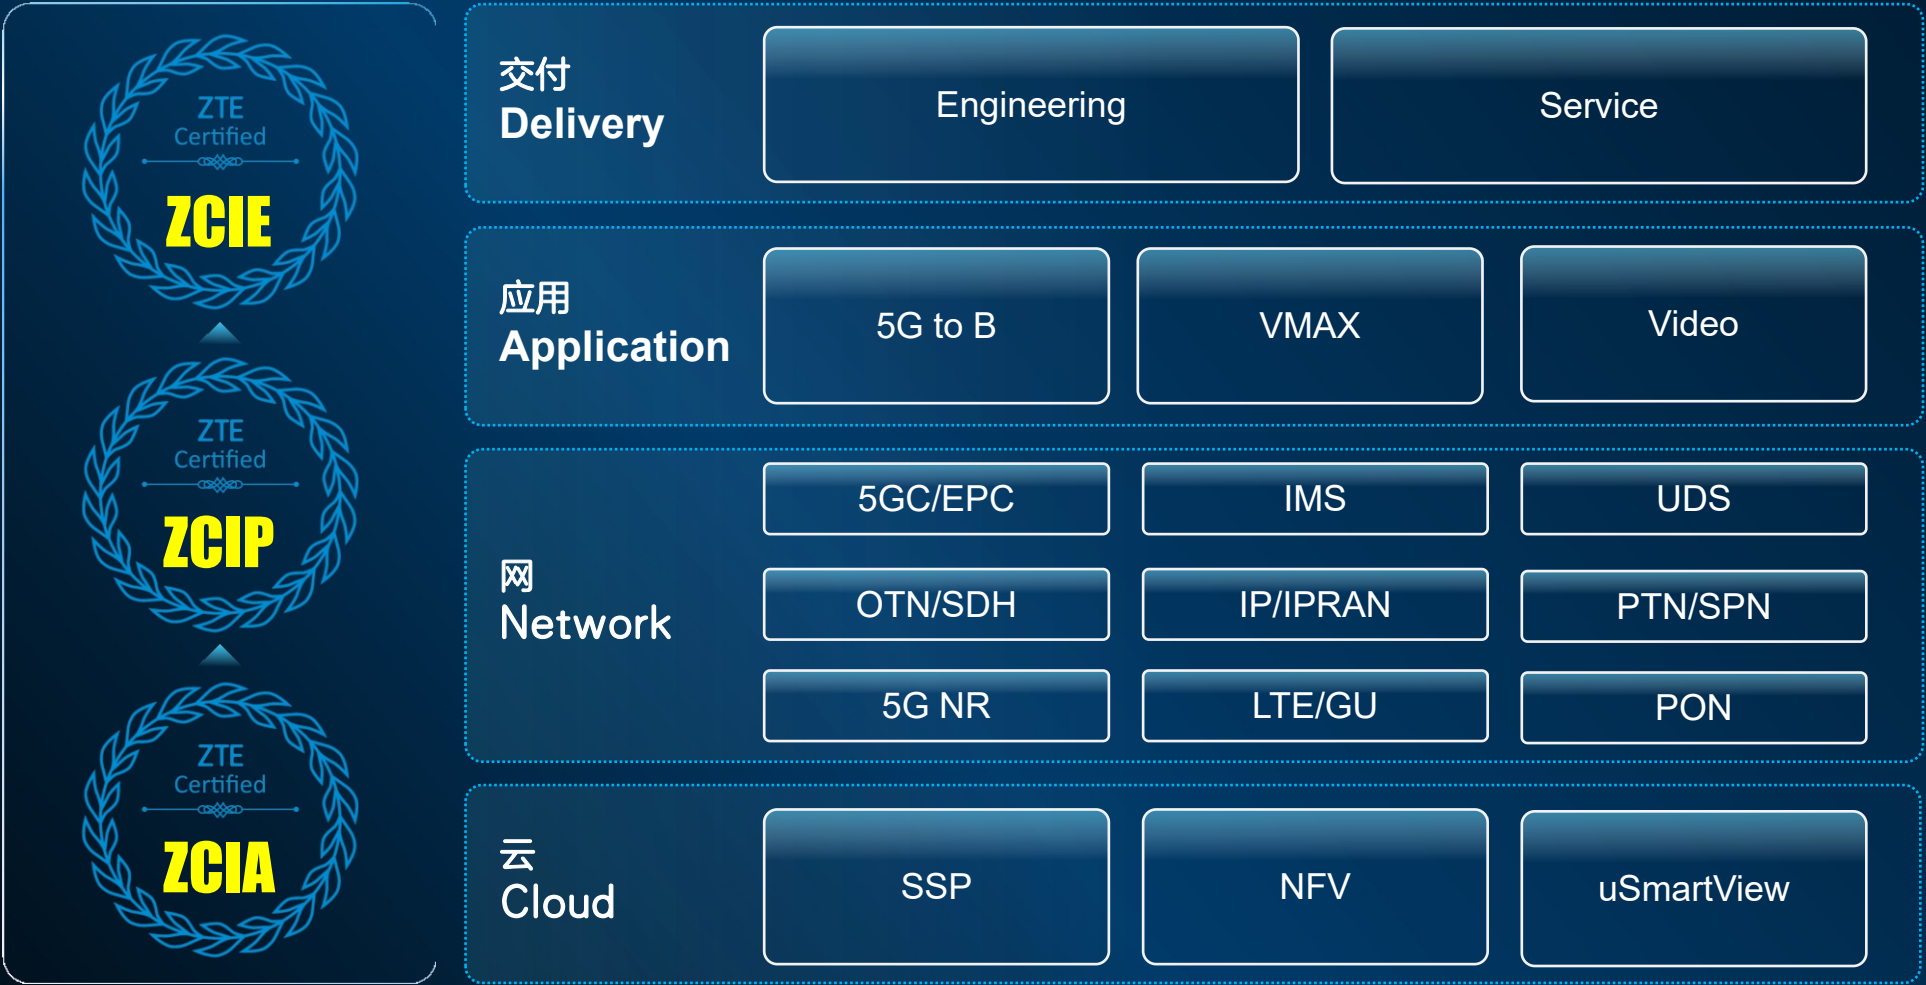 ZTE
Certified
ZCIE
ZTE
Certified
ZCIP
ZTE
Certified
ZCIA
交付
Delivery
Engineering
Service
应用
Application
5G to B
VMAX
Video
网
Network
5GC/EPC
IMS
UDS
OTN/SDH
IP/IPRAN
PTN/SPN
5G NR
LTE/GU
PON
云
Cloud
SSP
NFV
uSmartView